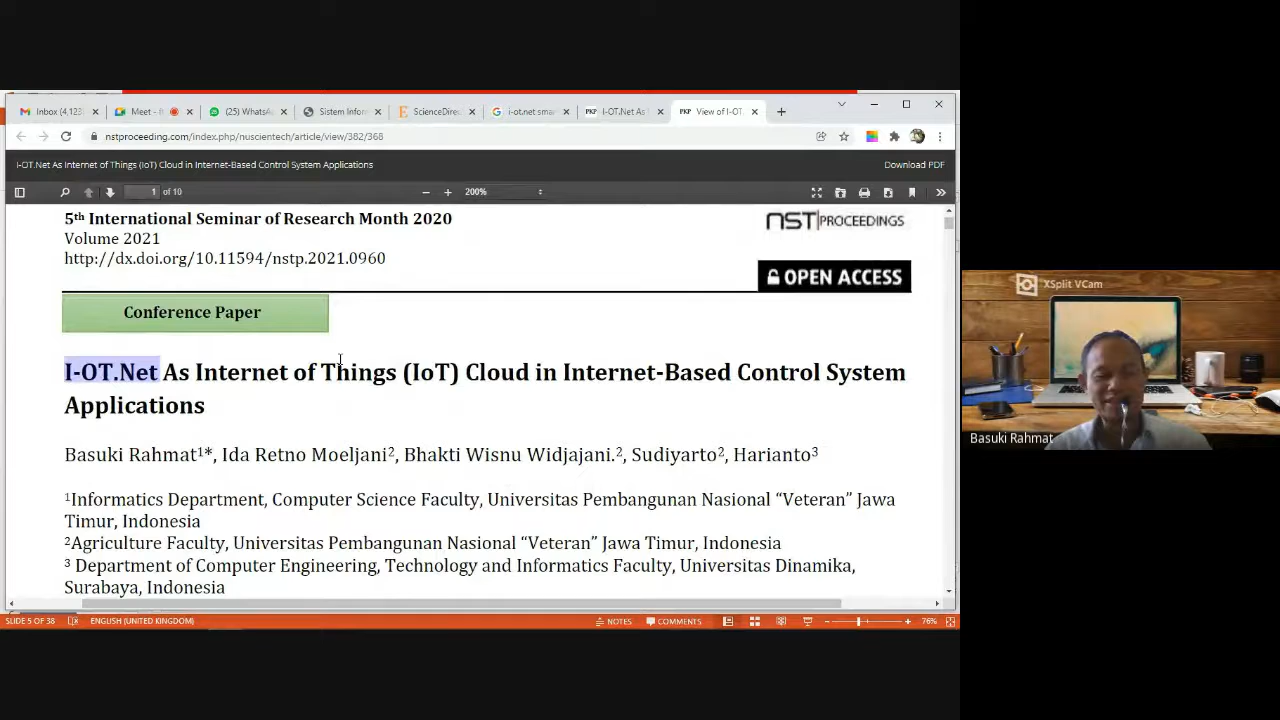 Inbox (4,123
Meet -
(25) WhatsA
Sistem Inforr
ScienceDirec
i-ot.net sma
PKP I-OT.Net As
PKP View of I-OT
nstproceeding.com/index.php/nuscientech/article/view/382/368
I-OT.Net As Internet of Things (IoT) Cloud in Internet-Based Control System Applications
Download PDF
1 of 10
200%
5th International Seminar of Research Month 2020
Volume 2021
http://dx.doi.org/10.11594/nstp.2021.0960
NST PROCEEDINGS
OPEN ACCESS
Conference Paper
I-OT.Net As Internet of Things (IoT) Cloud in Internet-Based Control System
Applications
Basuki Rahmat1*, Ida Retno Moeljani2, Bhakti Wisnu Widjajani.2, Sudiyarto2, Harianto3
1Informatics Department, Computer Science Faculty, Universitas Pembangunan Nasional “Veteran” Jawa
Timur, Indonesia
2Agriculture Faculty, Universitas Pembangunan Nasional “Veteran” Jawa Timur, Indonesia
3 Department of Computer Engineering, Technology and Informatics Faculty, Universitas Dinamika,
Surabaya, Indonesia
SLIDE 5 OF 38
ENGLISH (UNITED KINGDOM)
NOTES
COMMENTS
76%
XSplit VCam
Basuki Rahmat